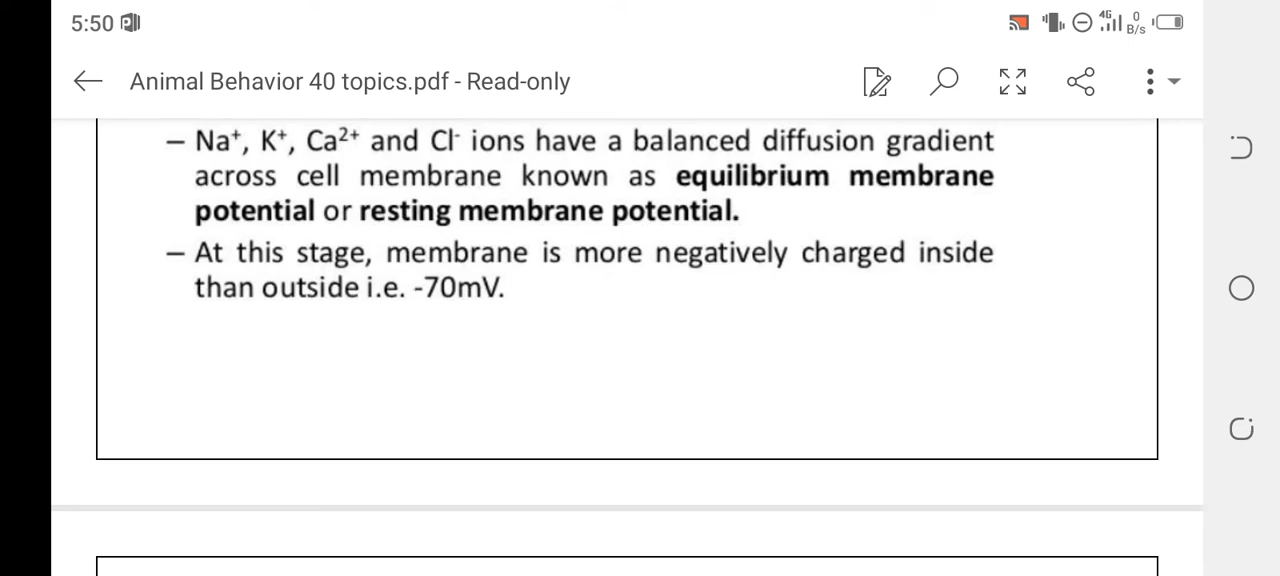 5:50
4G 0 B/s
Animal Behavior 40 topics.pdf - Read-only
– Na⁺, K⁺, Ca²⁺ and Cl⁻ ions have a balanced diffusion gradient
across cell membrane known as equilibrium membrane
potential or resting membrane potential.
– At this stage, membrane is more negatively charged inside
than outside i.e. -70mV.